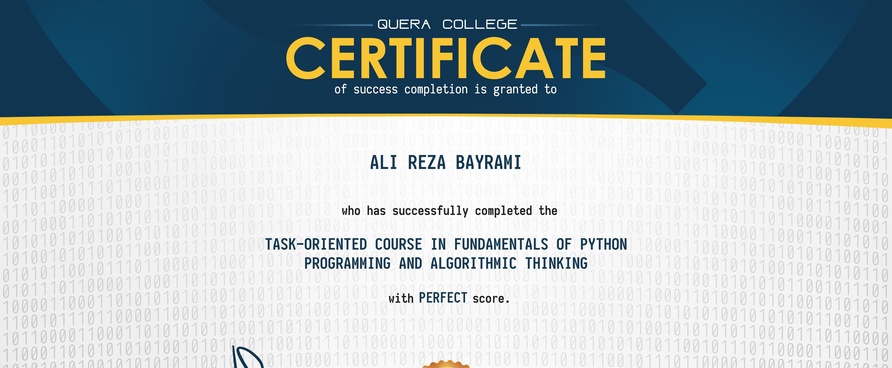 QUERA COLLEGE
CERTIFICATE
of success completion is granted to
ALI REZA BAYRAMI
who has successfully completed the
TASK-ORIENTED COURSE IN FUNDAMENTALS OF PYTHON
PROGRAMMING AND ALGORITHMIC THINKING
with PERFECT score.